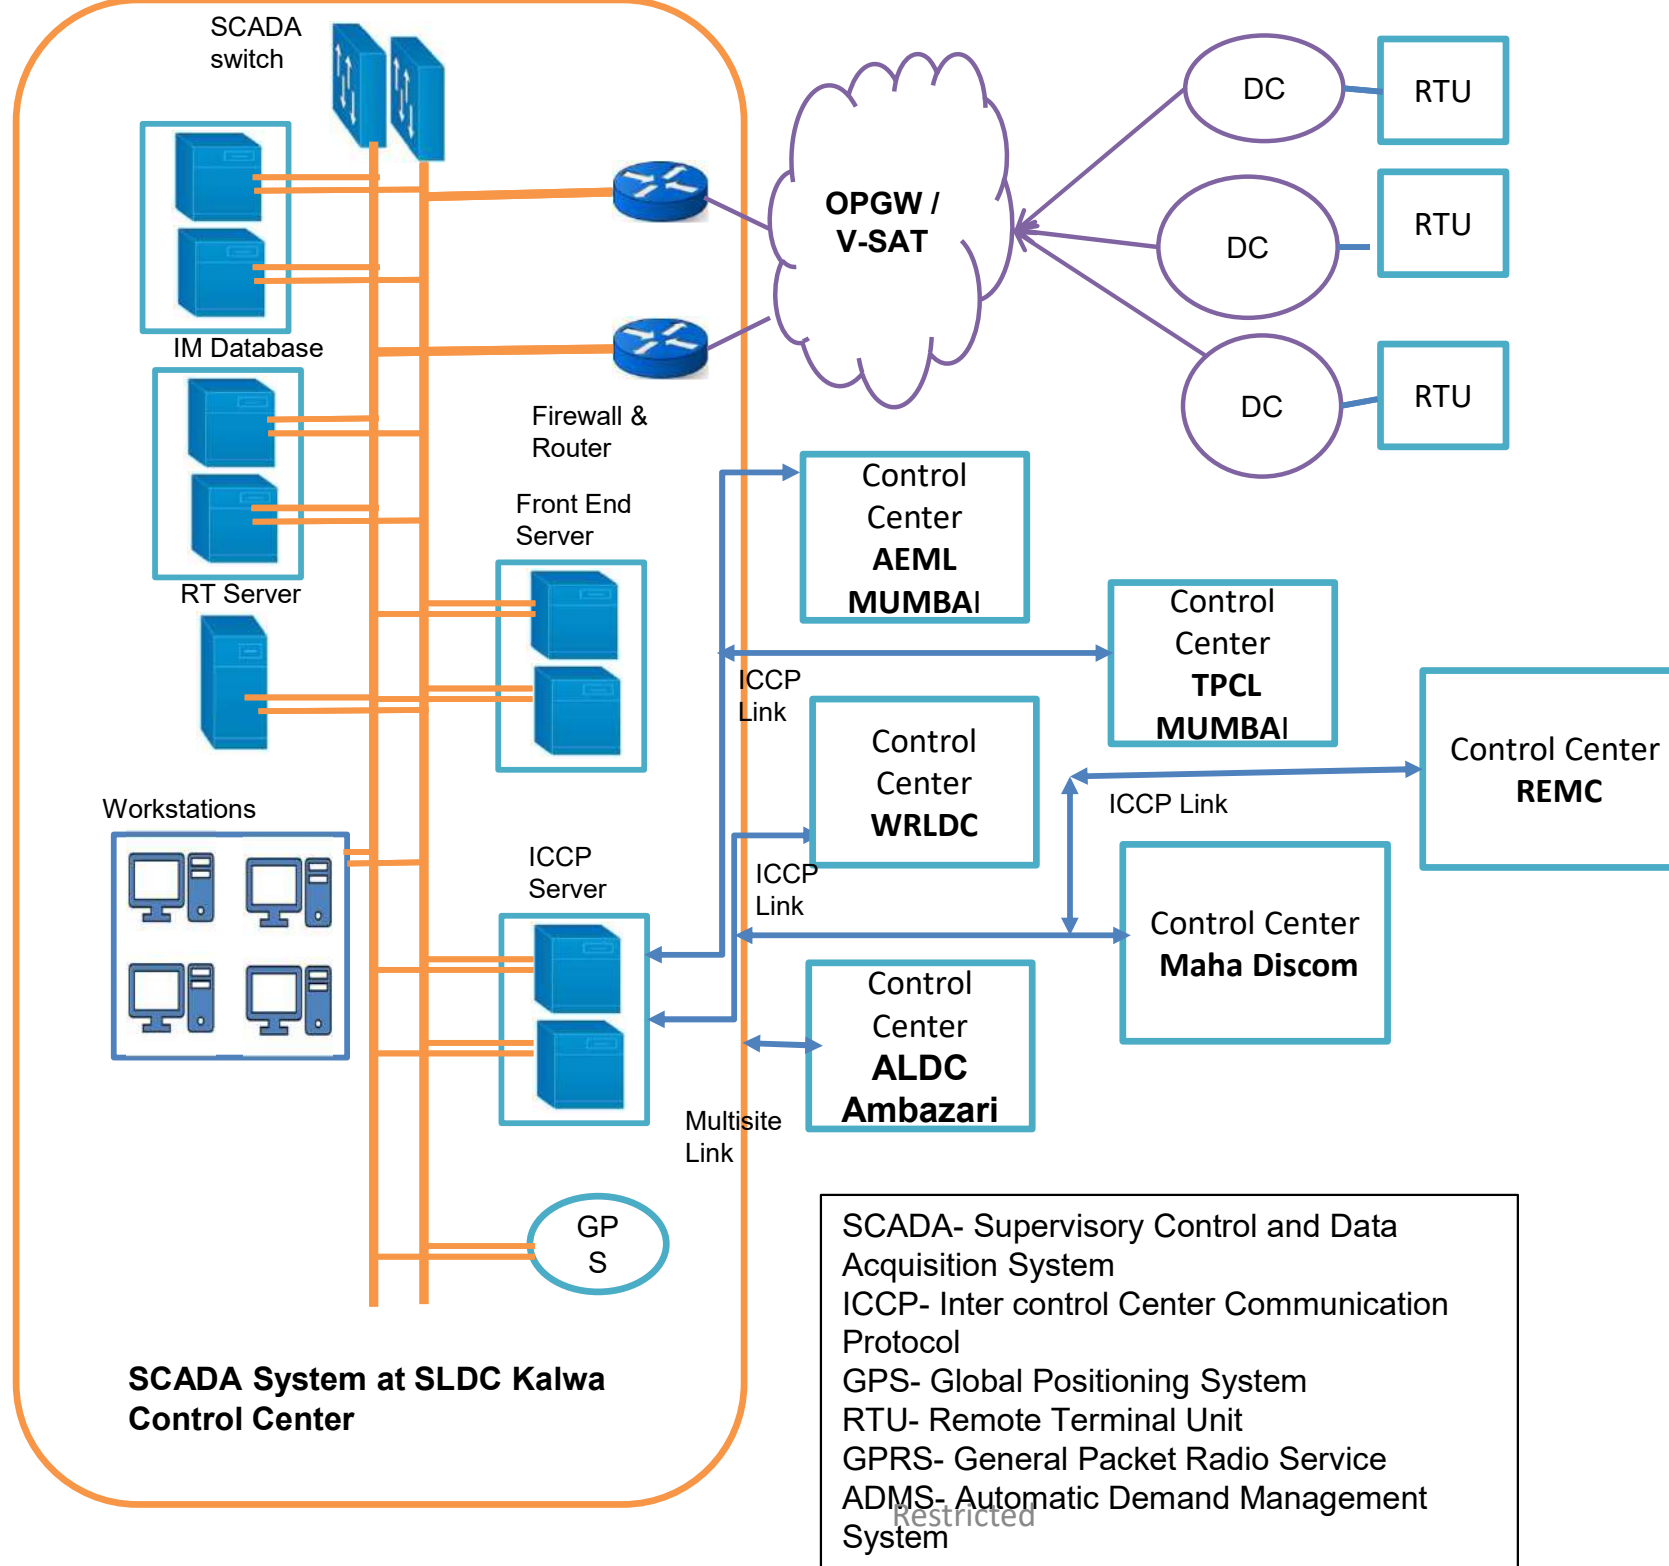 SCADA
switch
IM Database
RT Server
Workstations
Firewall &
Router
Front End
Server
ICCP
Server
GP
S
SCADA System at SLDC Kalwa
Control Center
OPGW /
V-SAT
DC
RTU
DC
RTU
DC
RTU
Control
Center
AEML
MUMBAI
ICCP
Link
Control
Center
TPCL
MUMBAI
Control
Center
WRLDC
ICCP
Link
ICCP Link
Control Center
REMC
Control Center
Maha Discom
Control
Center
ALDC
Ambazari
Multisite
Link
SCADA- Supervisory Control and Data
Acquisition System
ICCP- Inter control Center Communication
Protocol
GPS- Global Positioning System
RTU- Remote Terminal Unit
GPRS- General Packet Radio Service
ADMS- Automatic Demand Management
System
Restricted